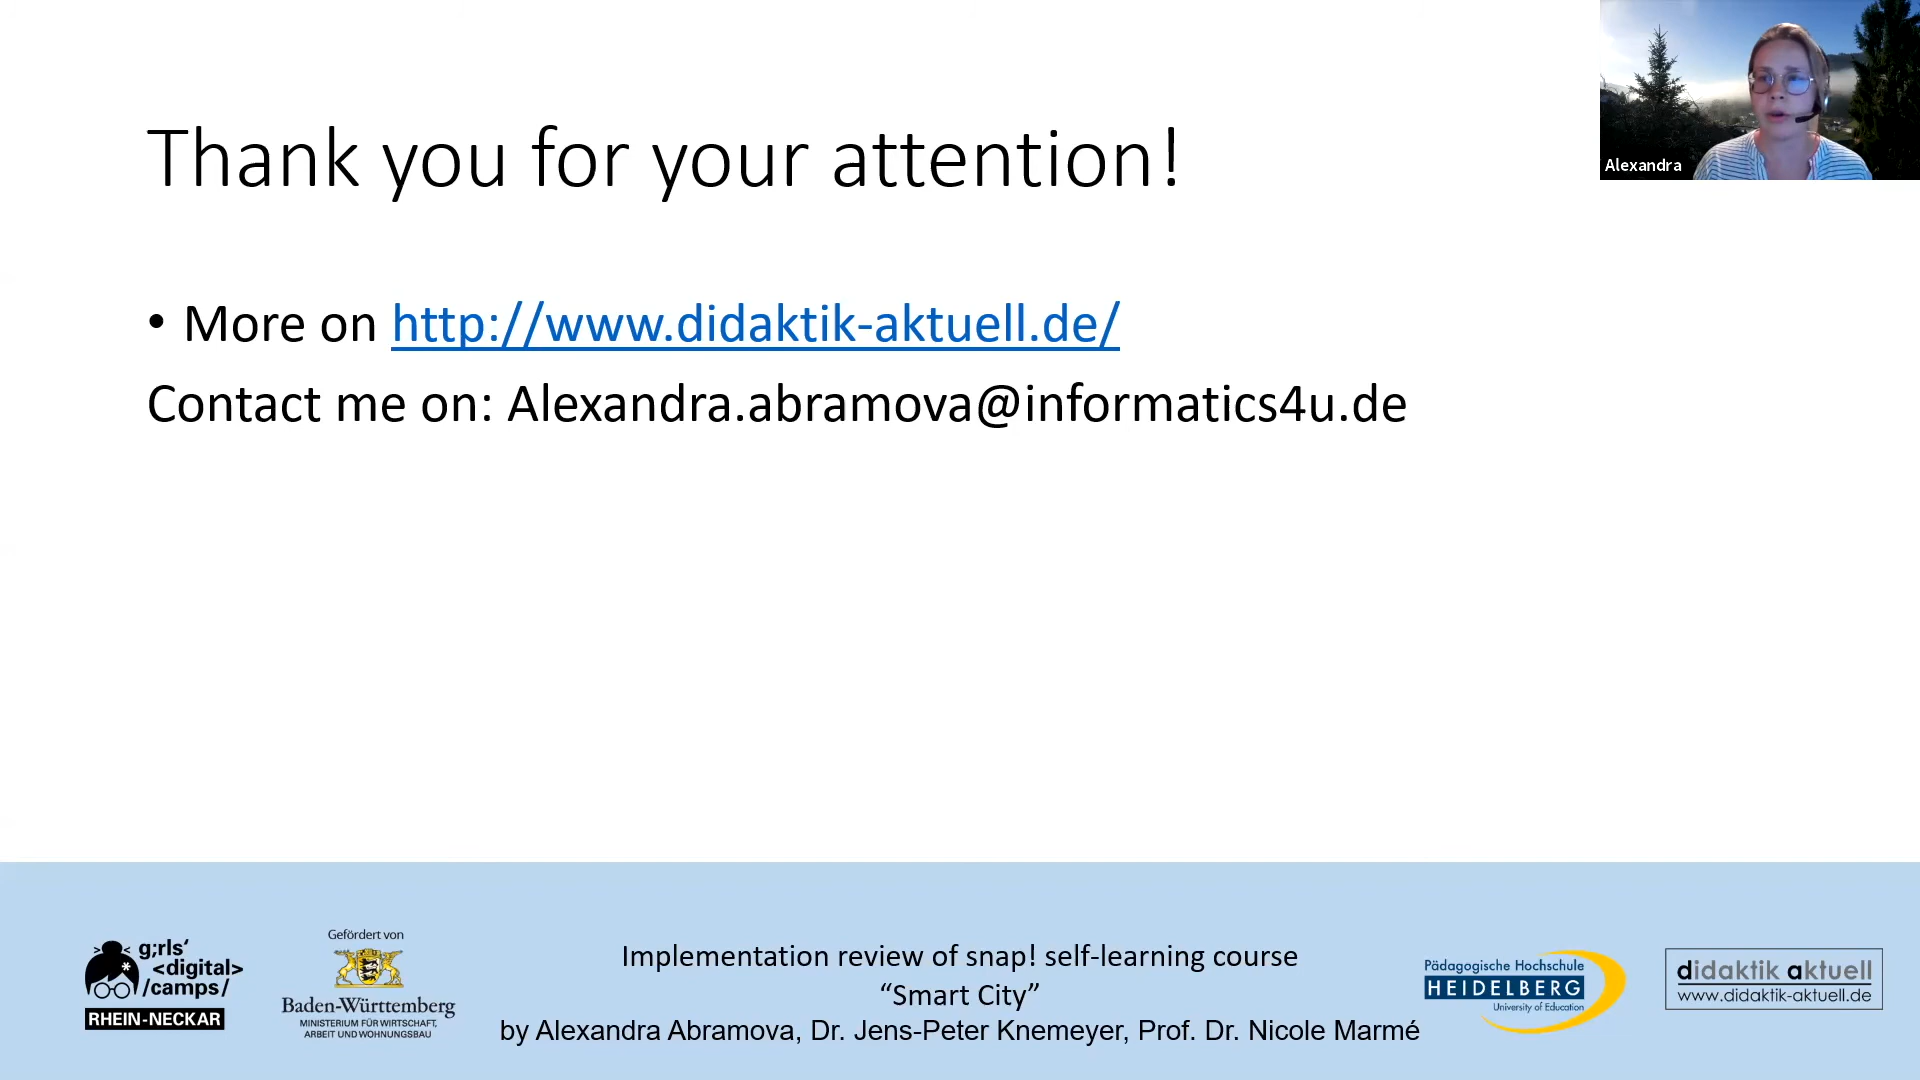 Alexandra
Thank you for your attention!
• More on http://www.didaktik-aktuell.de/
Contact me on: Alexandra.abramova@informatics4u.de
g;rls‘
<digital>
/camps/
RHEIN-NECKAR
Gefördert von
Baden-Württemberg
MINISTERIUM FÜR WIRTSCHAFT,
ARBEIT UND WOHNUNGSBAU
Implementation review of snap! self-learning course
“Smart City”
by Alexandra Abramova, Dr. Jens-Peter Knemeyer, Prof. Dr. Nicole Marmé
Pädagogische Hochschule
HEIDELBERG
University of Education
didaktik aktuell
www.didaktik-aktuell.de